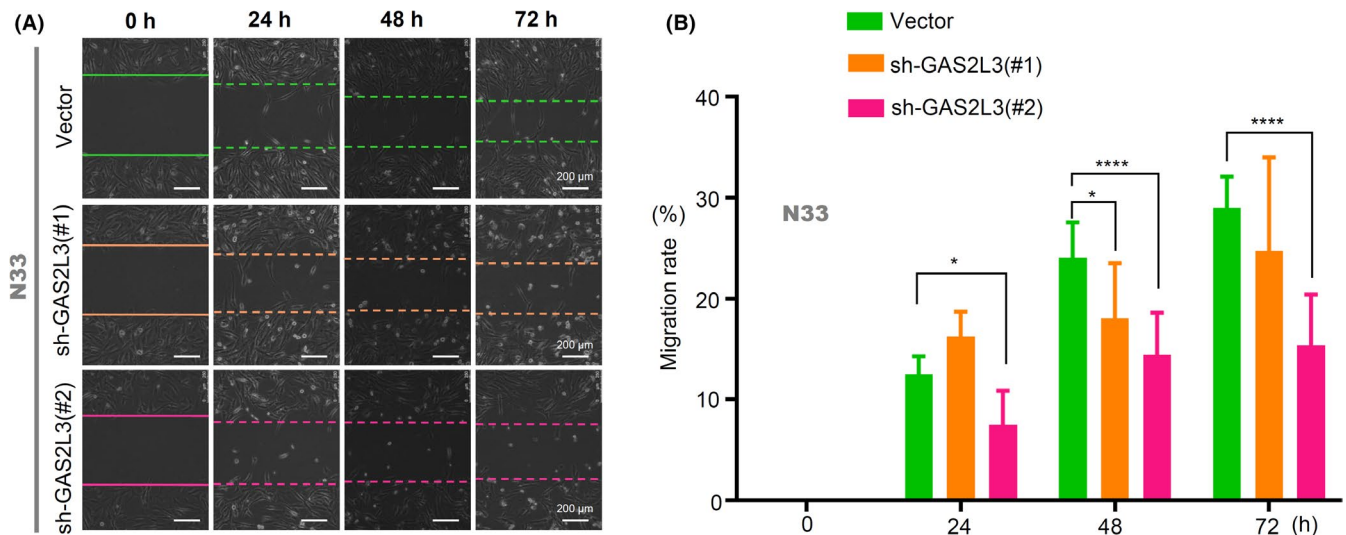 (A)
0 h 24 h 48 h 72 h
N33
Vector
200 μm
sh-GAS2L3(#1)
200 μm
sh-GAS2L3(#2)
200 μm
(B)
Vector
sh-GAS2L3(#1)
sh-GAS2L3(#2)
(%)
Migration rate
40
30
20
10
0
N33
*
****
*
****
0 24 48 72 (h)